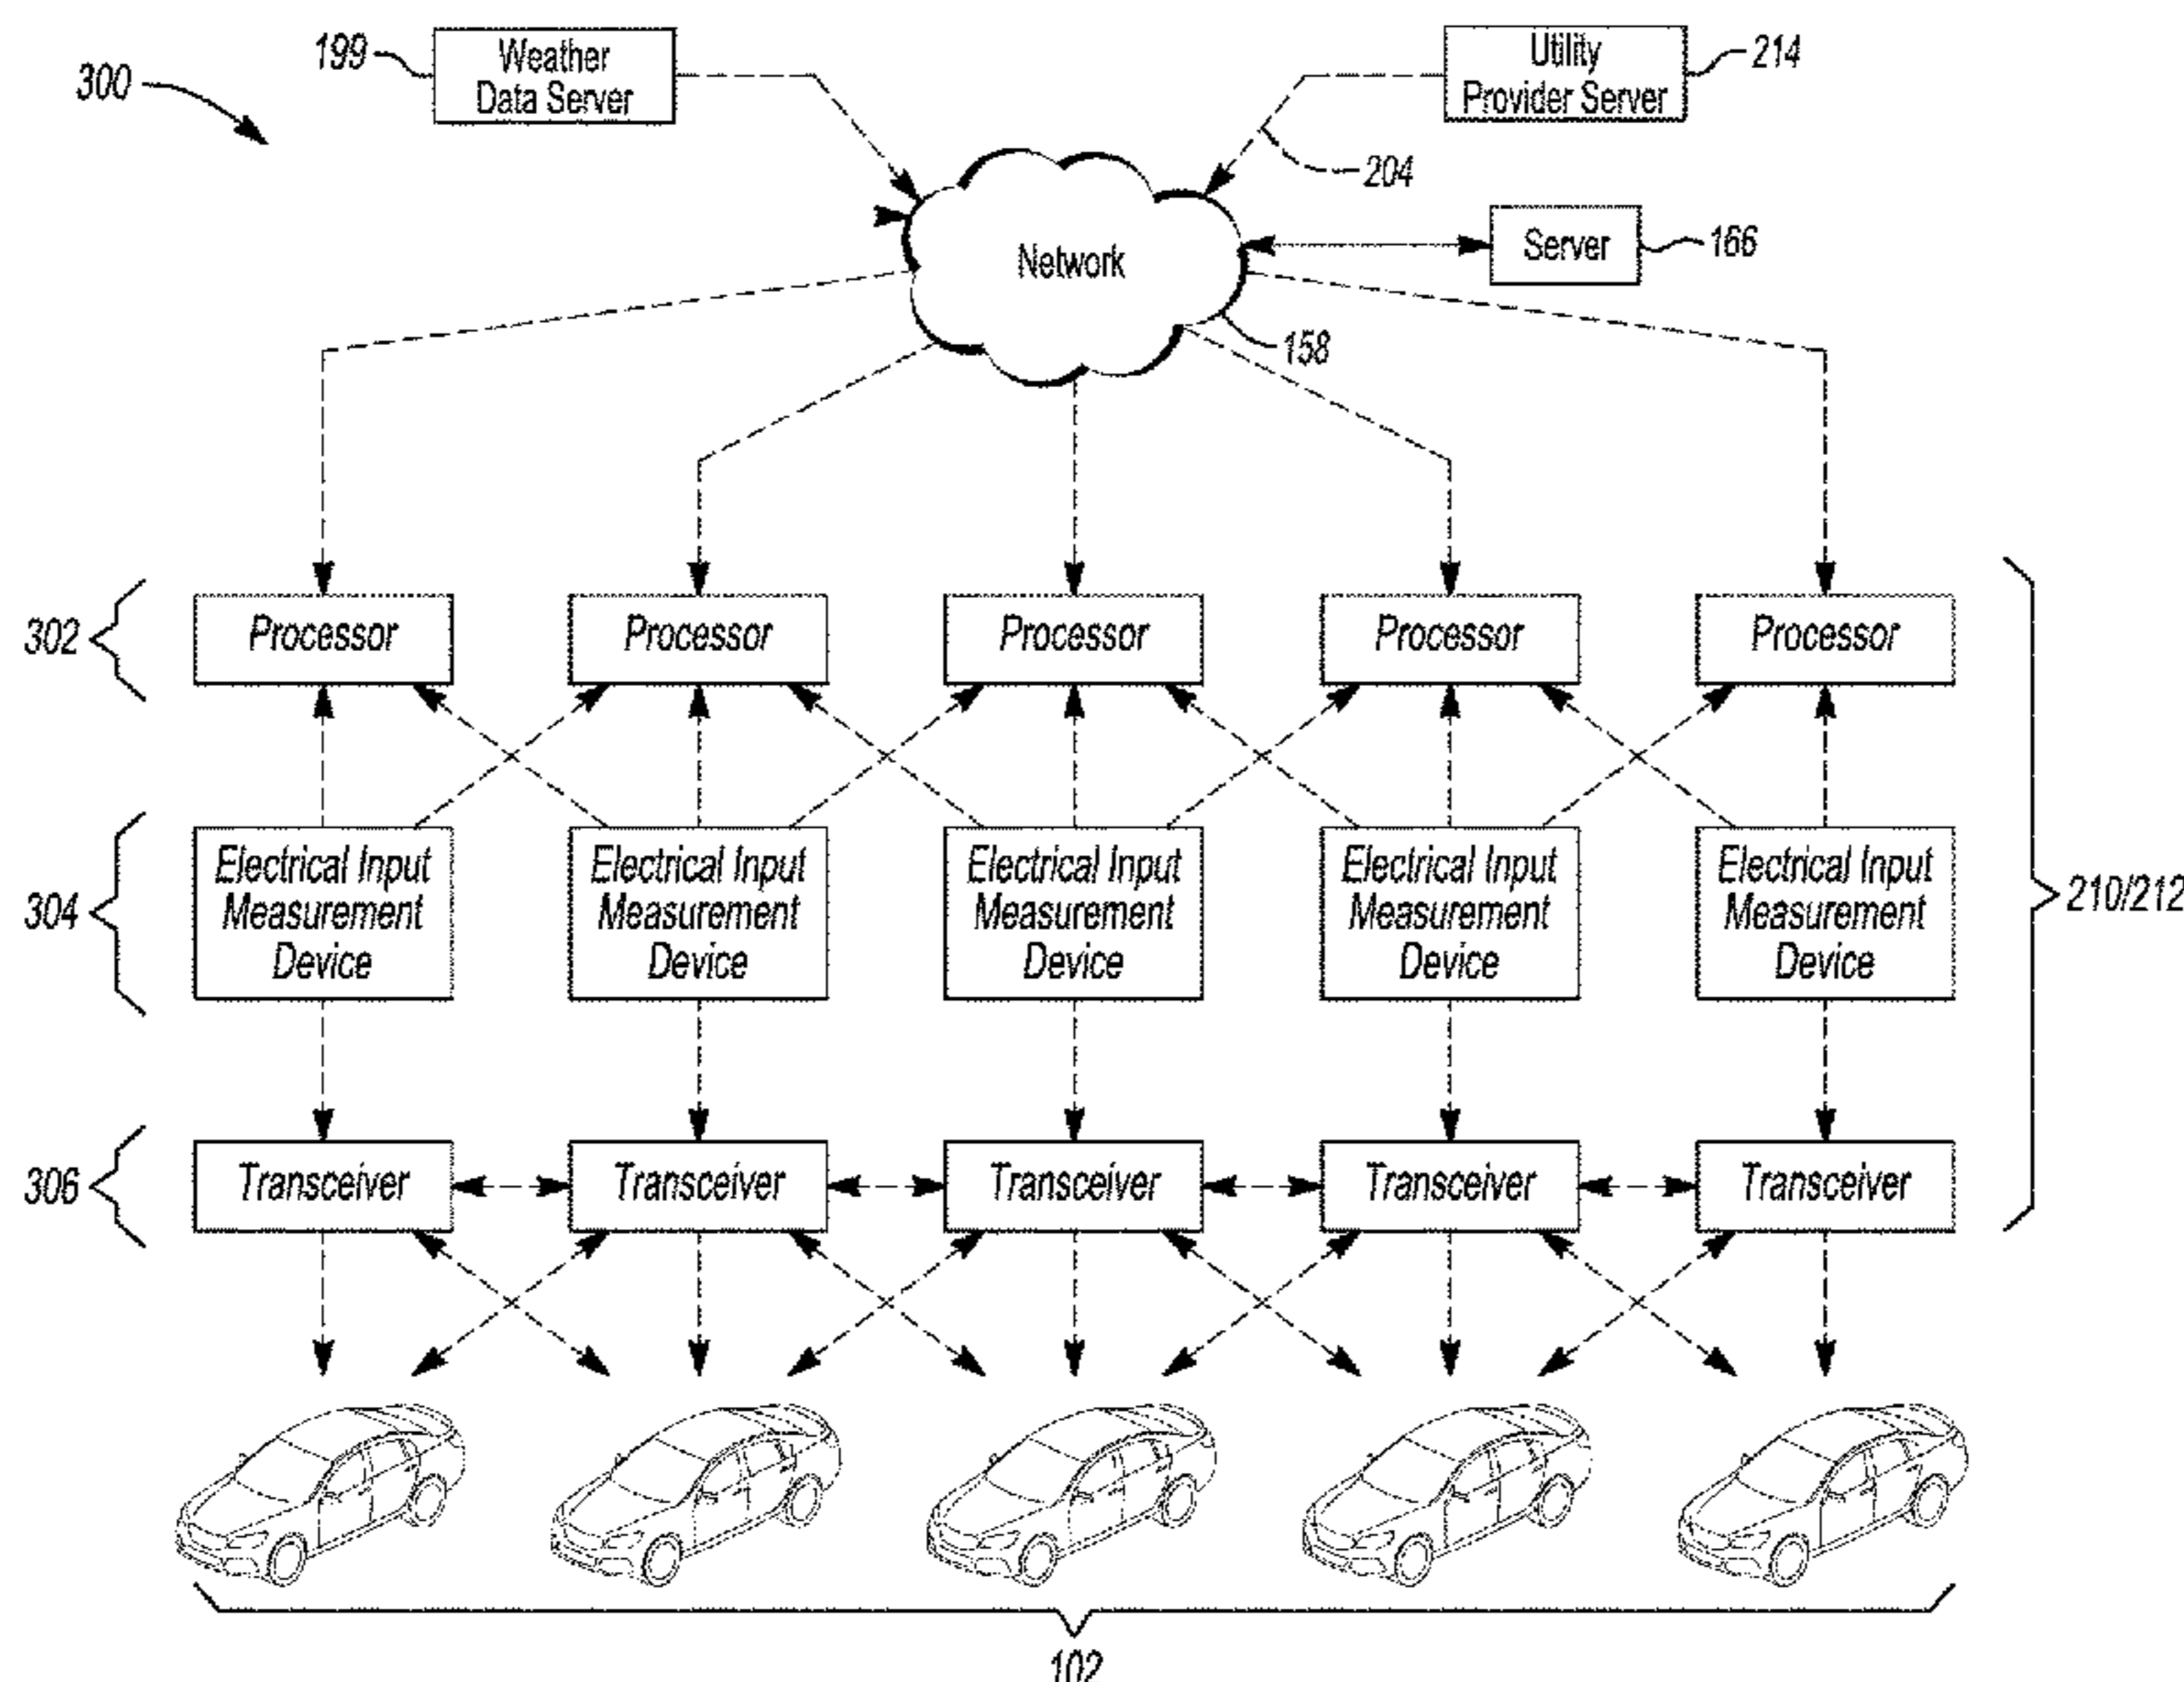 300
199
Weather
Data Server
Utility
Provider Server
214
204
Network
Server
166
158
302
Processor
Processor
Processor
Processor
Processor
304
Electrical Input
Measurement
Device
Electrical Input
Measurement
Device
Electrical Input
Measurement
Device
Electrical Input
Measurement
Device
Electrical Input
Measurement
Device
210/212
306
Transceiver
Transceiver
Transceiver
Transceiver
Transceiver
102